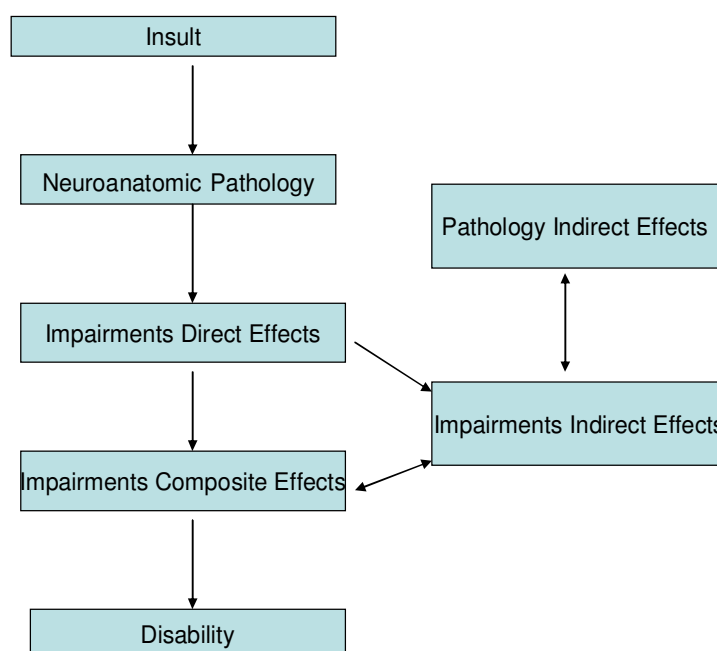 Insult
Neuroanatomic Pathology
Pathology Indirect Effects
Impairments Direct Effects
Impairments Indirect Effects
Impairments Composite Effects
Disability